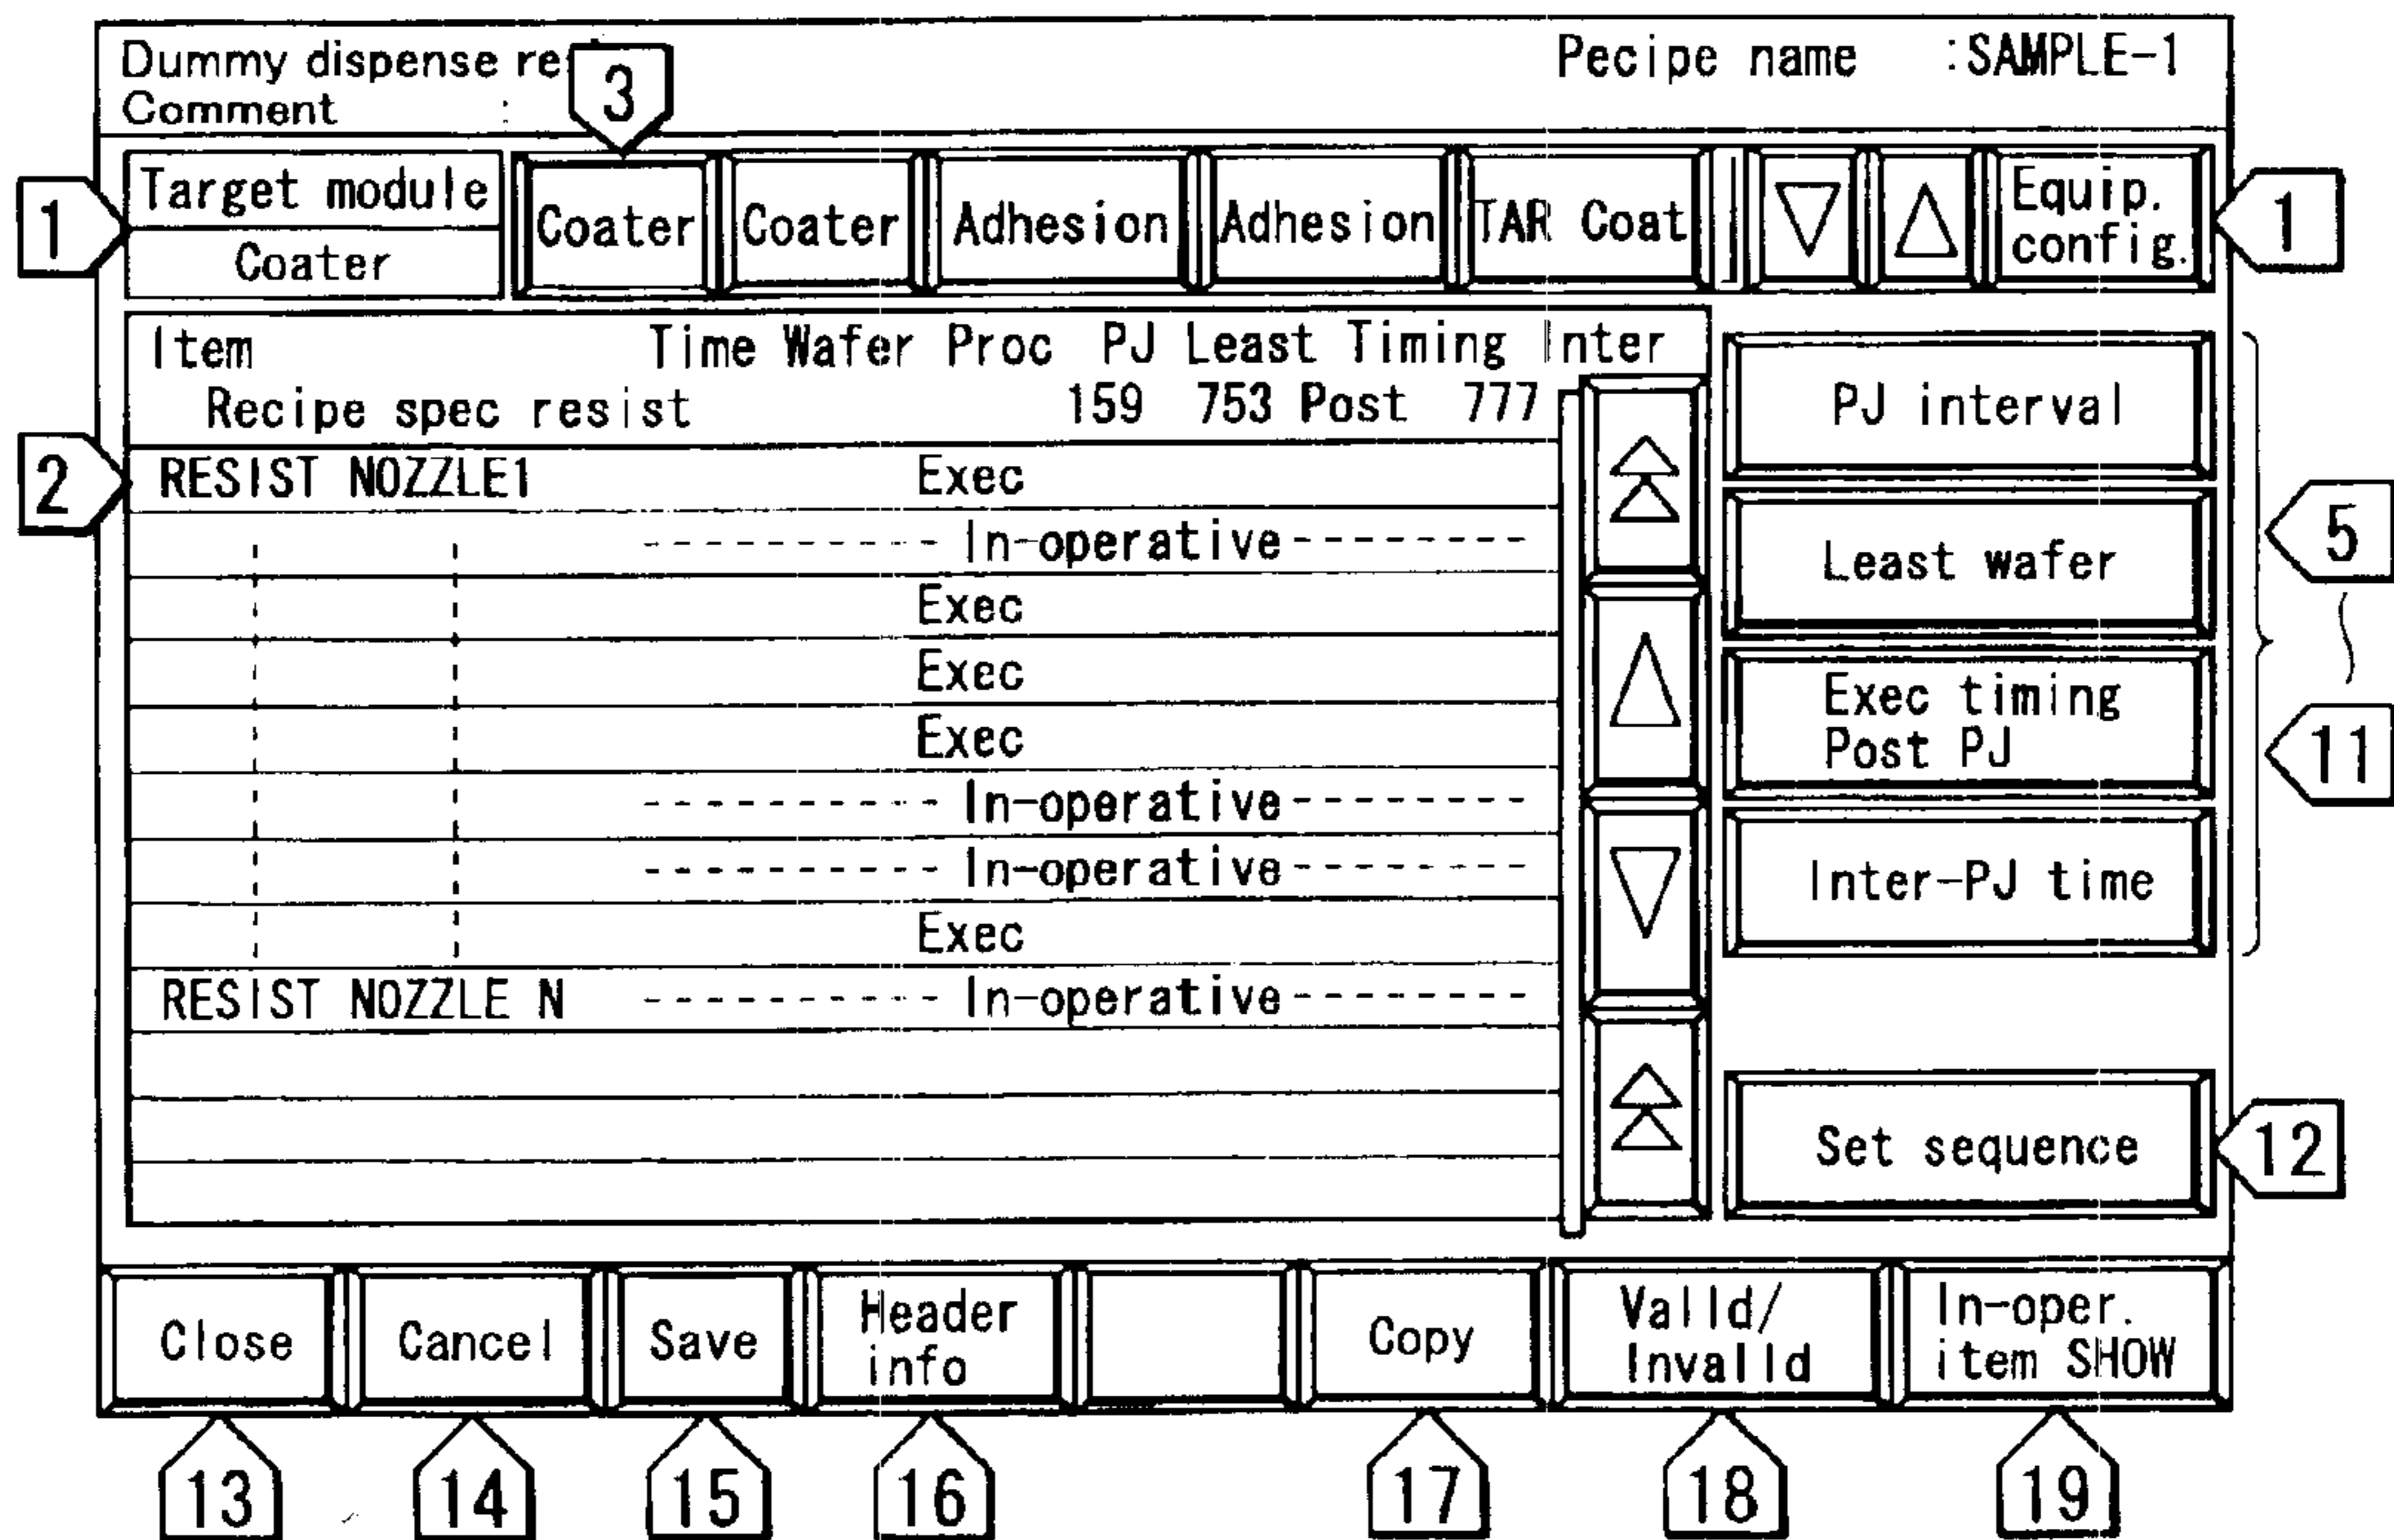 Dummy dispense re
Pecipe name :SAMPLE-1
Comment :
3
1
Target module
Coater
Coater
Coater
Adhesion
Adhesion
TAR Coat
Equip.
config.
1
Item Time Wafer Proc PJ Least Timing Inter
Recipe spec resist 159 753 Post 777
2
RESIST NOZZLE1 Exec
---------- In-operative--------
Exec
Exec
Exec
---------- In-operative--------
---------- In-operative--------
Exec
RESIST NOZZLE N ---------- In-operative--------
PJ interval
Least wafer
Exec timing
Post PJ
Inter-PJ time
5
11
Set sequence
12
Close
Cancel
Save
Header
info
Copy
Valld/
Invalld
In-oper.
item SHOW
13
14
15
16
17
18
19